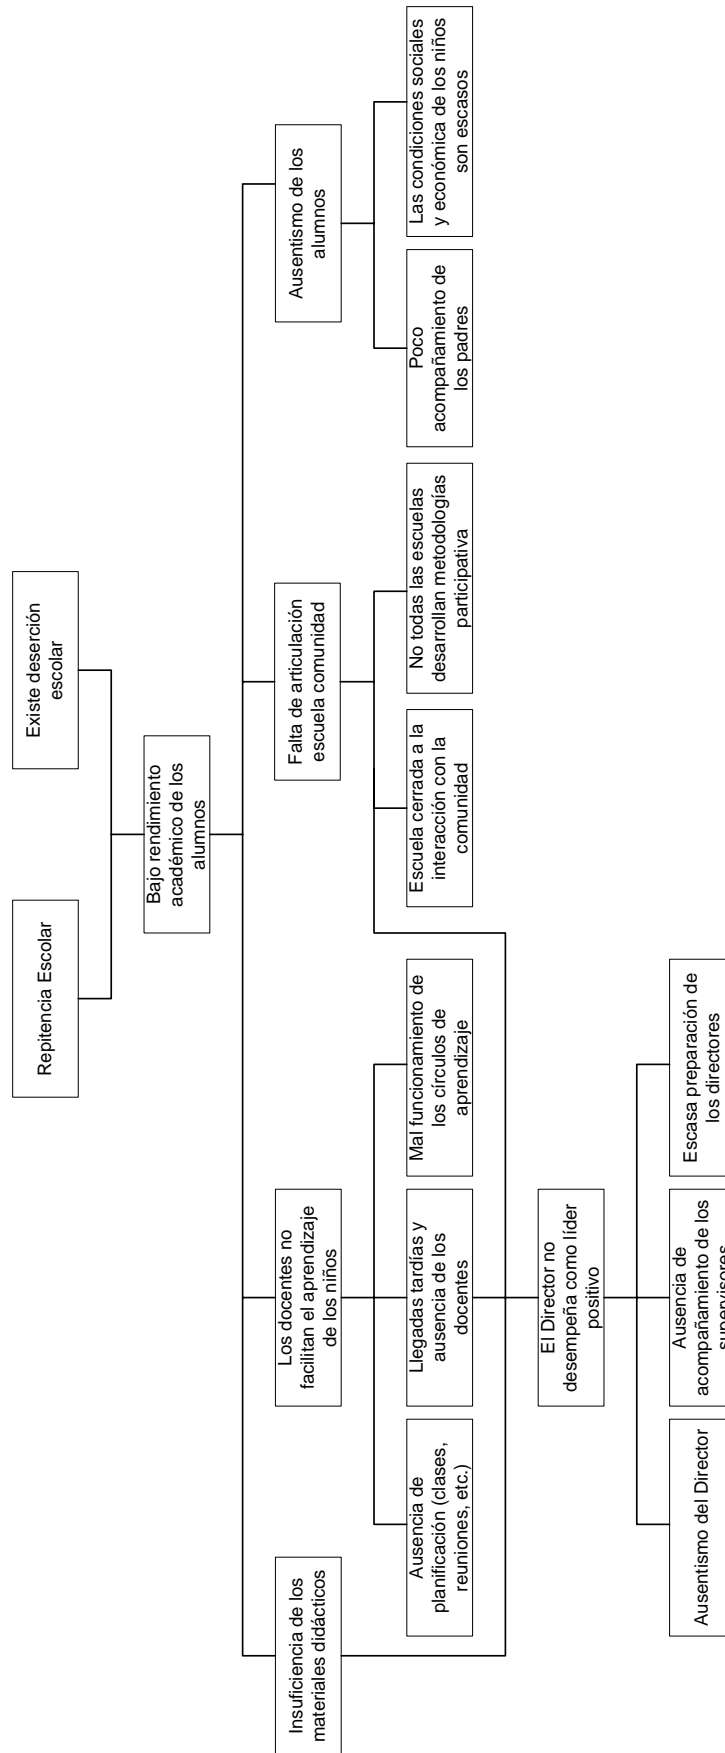 Repitencia Escolar
Existe deserción
escolar
Bajo rendimiento
académico de los
alumnos
Insuficiencia de los
materiales didácticos
Los docentes no
facilitan el aprendizaje
de los niños
Falta de articulación
escuela comunidad
Ausentismo de los
alumnos
Ausencia de
planificación (clases,
reuniones, etc.)
Llegadas tardías y
ausencia de los
docentes
Mal funcionamiento de
los círculos de
aprendizaje
Escuela cerrada a la
interacción con la
comunidad
No todas las escuelas
desarrollan metodologías
participativa
Poco
acompañamiento de
los padres
Las condiciones sociales
y económica de los niños
son escasos
El Director no
desempeña como líder
positivo
Ausentismo del Director
Ausencia de
acompañamiento de los
supervisores
Escasa preparación de
los directores